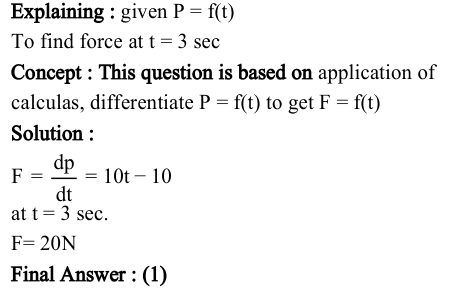 Explaining : given P = f(t)
To find force at t = 3 sec
Concept : This question is based on application of
calculas, differentiate P = f(t) to get F = f(t)
Solution :
F = dp/dt = 10t − 10
at t = 3 sec.
F= 20N
Final Answer : (1)